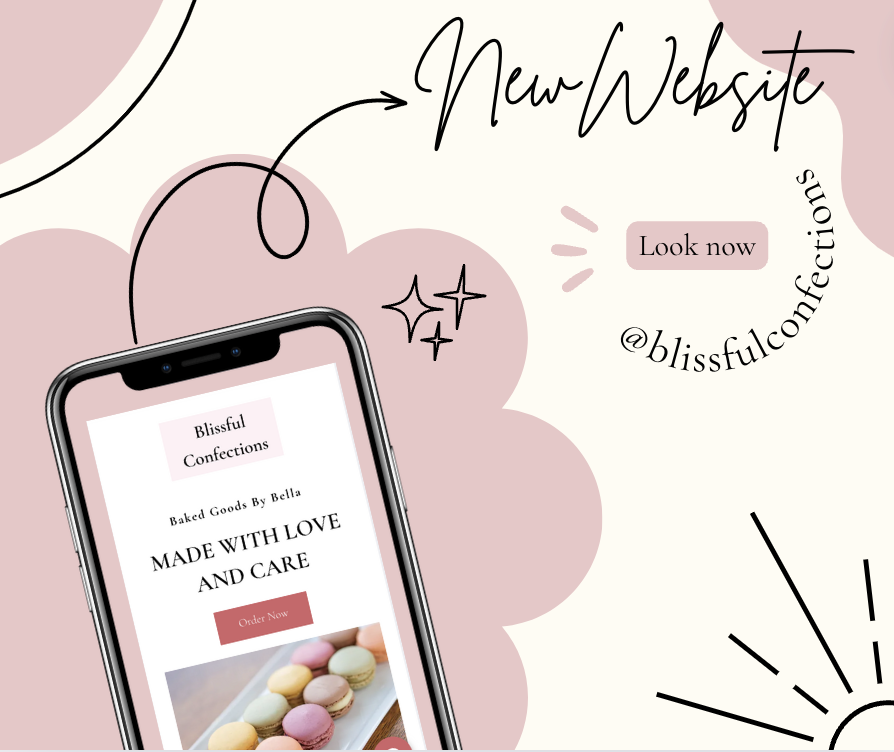 New Website
Look now
@blissfulconfections
Blissful
Confections
Baked Goods By Bella
MADE WITH LOVE
AND CARE
Order Now